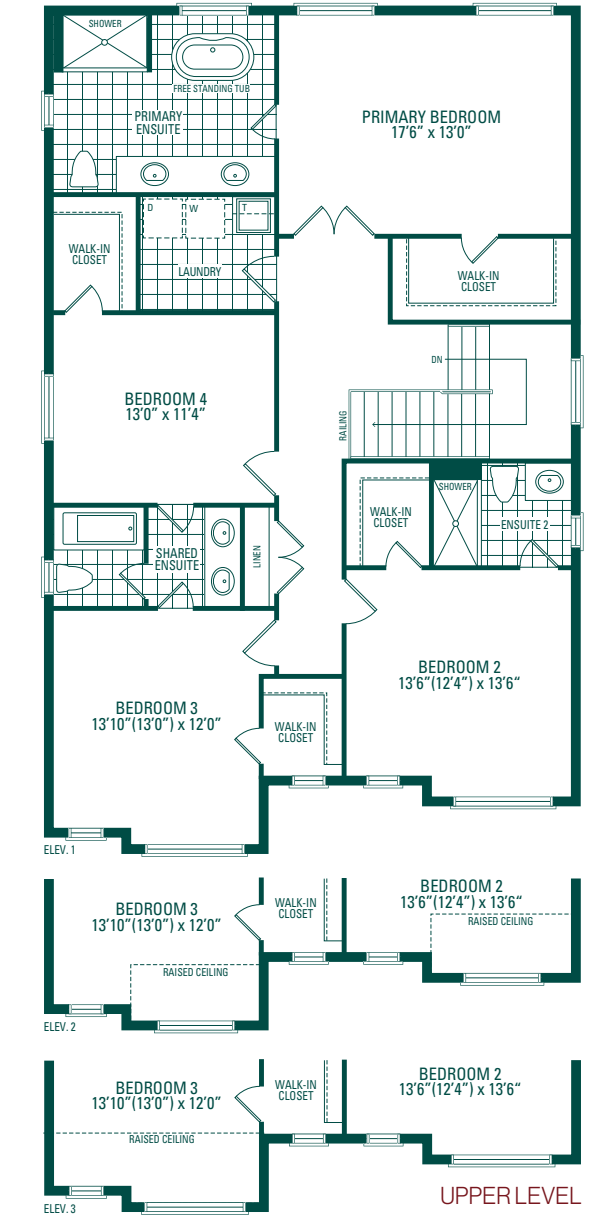 SHOWER
FREE STANDING TUB
PRIMARY
ENSUITE
PRIMARY BEDROOM
17'6" x 13'0"
D
W
T
WALK-IN
CLOSET
LAUNDRY
WALK-IN
CLOSET
DN
BEDROOM 4
13'0" x 11'4"
RAILING
SHOWER
WALK-IN
CLOSET
ENSUITE 2
SHARED
ENSUITE
LINEN
BEDROOM 2
13'6"(12'4") x 13'6"
BEDROOM 3
13'10"(13'0") x 12'0"
WALK-IN
CLOSET
ELEV. 1
BEDROOM 3
13'10"(13'0") x 12'0"
WALK-IN
CLOSET
BEDROOM 2
13'6"(12'4") x 13'6"
RAISED CEILING
RAISED CEILING
ELEV. 2
BEDROOM 3
13'10"(13'0") x 12'0"
WALK-IN
CLOSET
BEDROOM 2
13'6"(12'4") x 13'6"
RAISED CEILING
ELEV. 3
UPPER LEVEL